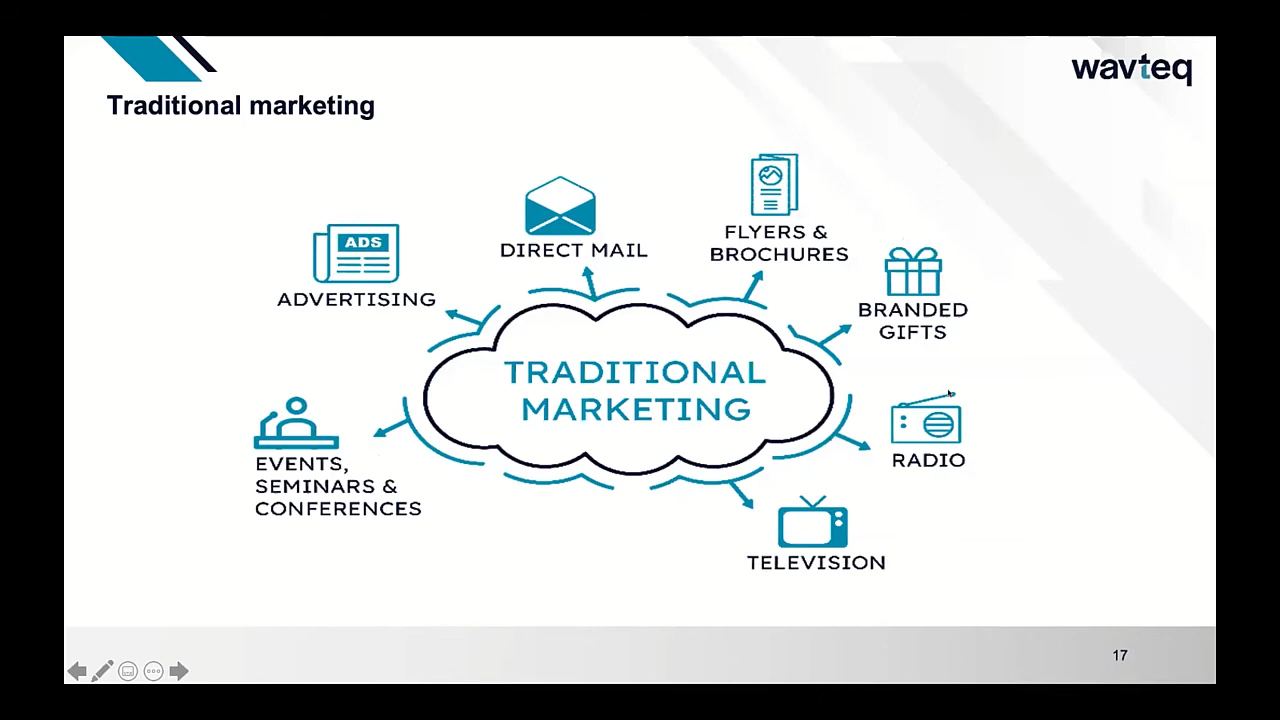 wavteq
Traditional marketing
FLYERS &
BROCHURES
DIRECT MAIL
ADS
ADVERTISING
BRANDED
GIFTS
TRADITIONAL
MARKETING
RADIO
EVENTS,
SEMINARS &
CONFERENCES
TELEVISION
17